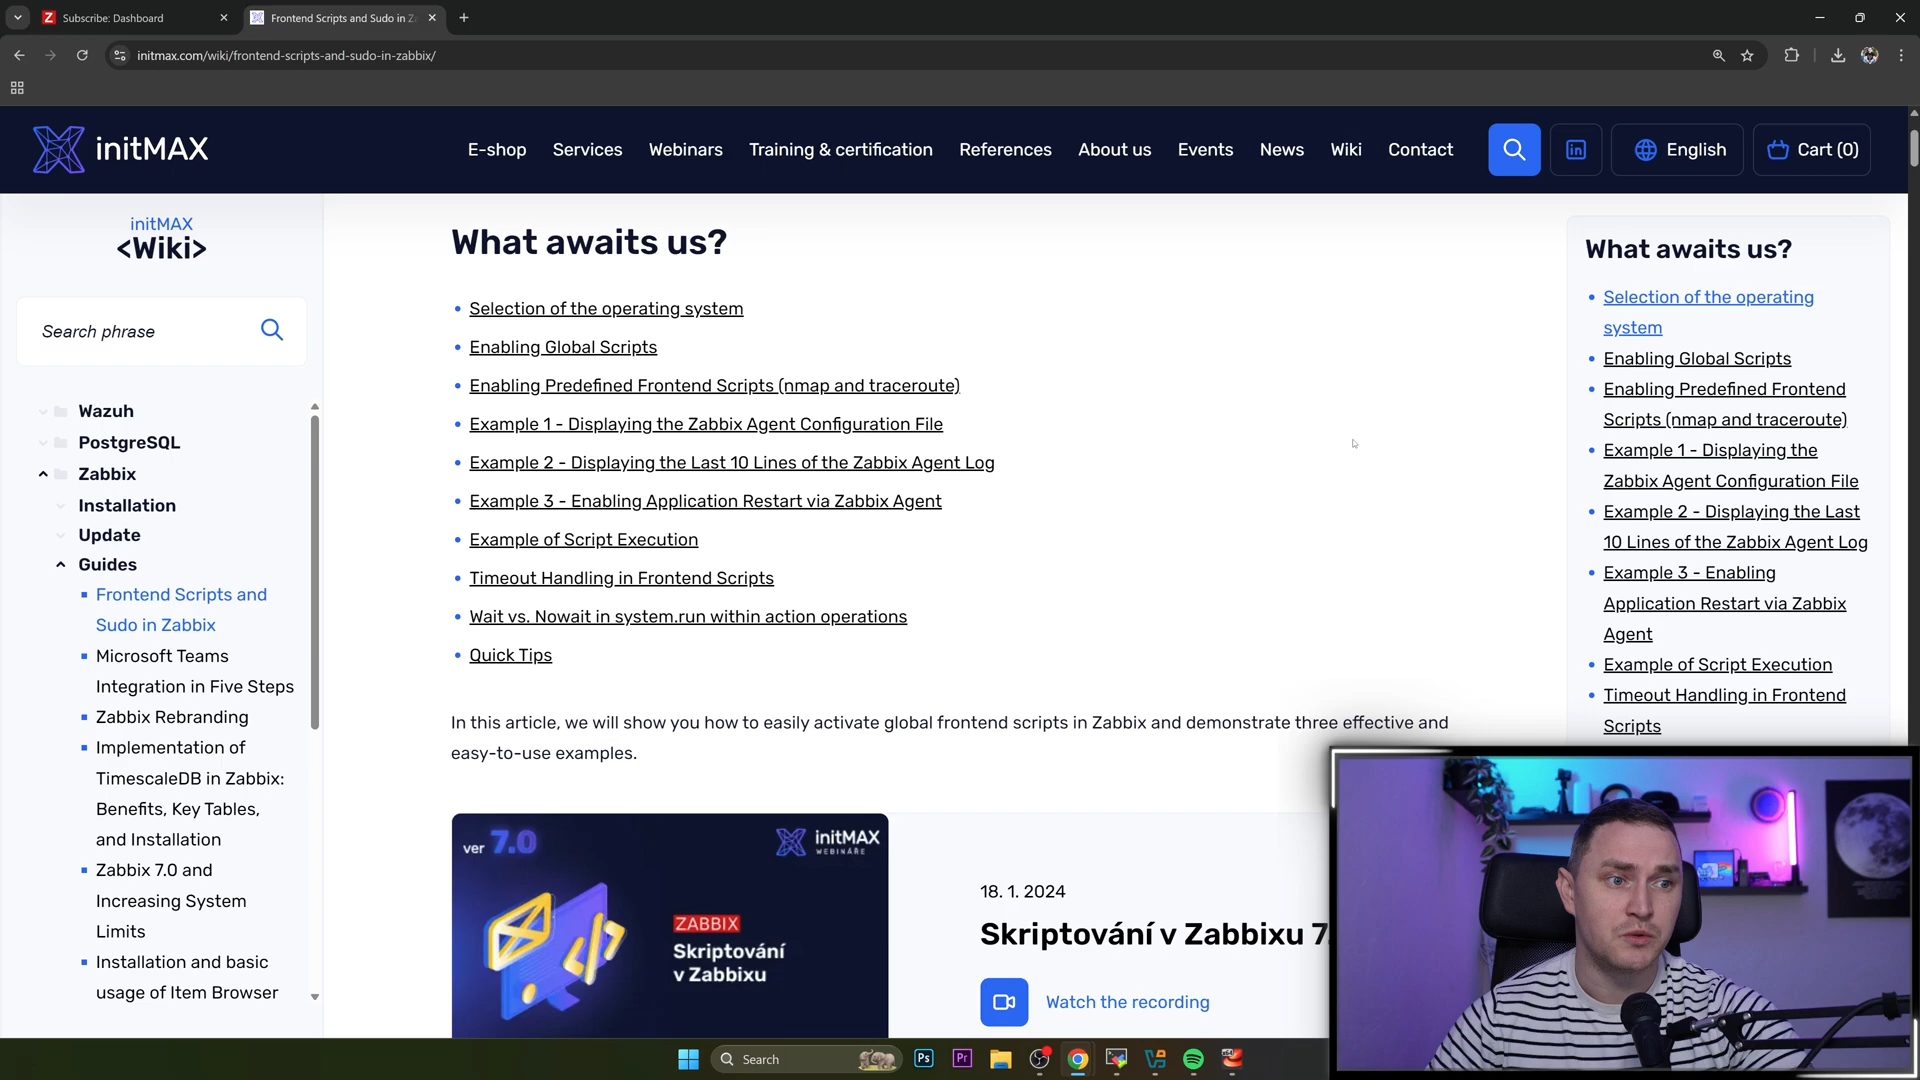 Subscribe: Dashboard
Frontend Scripts and Sudo in Z
initmax.com/wiki/frontend-scripts-and-sudo-in-zabbix/
initMAX
E-shop
Services
Webinars
Training & certification
References
About us
Events
News
Wiki
Contact
English
Cart (0)
initMAX
<Wiki>
Search phrase
Wazuh
PostgreSQL
Zabbix
Installation
Update
Guides
Frontend Scripts and
Sudo in Zabbix
Microsoft Teams
Integration in Five Steps
Zabbix Rebranding
Implementation of
TimescaleDB in Zabbix:
Benefits, Key Tables,
and Installation
Zabbix 7.0 and
Increasing System
Limits
Installation and basic
usage of Item Browser
What awaits us?
Selection of the operating system
Enabling Global Scripts
Enabling Predefined Frontend Scripts (nmap and traceroute)
Example 1 - Displaying the Zabbix Agent Configuration File
Example 2 - Displaying the Last 10 Lines of the Zabbix Agent Log
Example 3 - Enabling Application Restart via Zabbix Agent
Example of Script Execution
Timeout Handling in Frontend Scripts
Wait vs. Nowait in system.run within action operations
Quick Tips
In this article, we will show you how to easily activate global frontend scripts in Zabbix and demonstrate three effective and
easy-to-use examples.
ver 7.0
initMAX
WEBINÁŘE
ZABBIX
Skriptování
v Zabbixu
18. 1. 2024
Skriptování v Zabbixu 7.
Watch the recording
What awaits us?
Selection of the operating
system
Enabling Global Scripts
Enabling Predefined Frontend
Scripts (nmap and traceroute)
Example 1 - Displaying the
Zabbix Agent Configuration File
Example 2 - Displaying the Last
10 Lines of the Zabbix Agent Log
Example 3 - Enabling
Application Restart via Zabbix
Agent
Example of Script Execution
Timeout Handling in Frontend
Scripts
Search
Ps
Pr